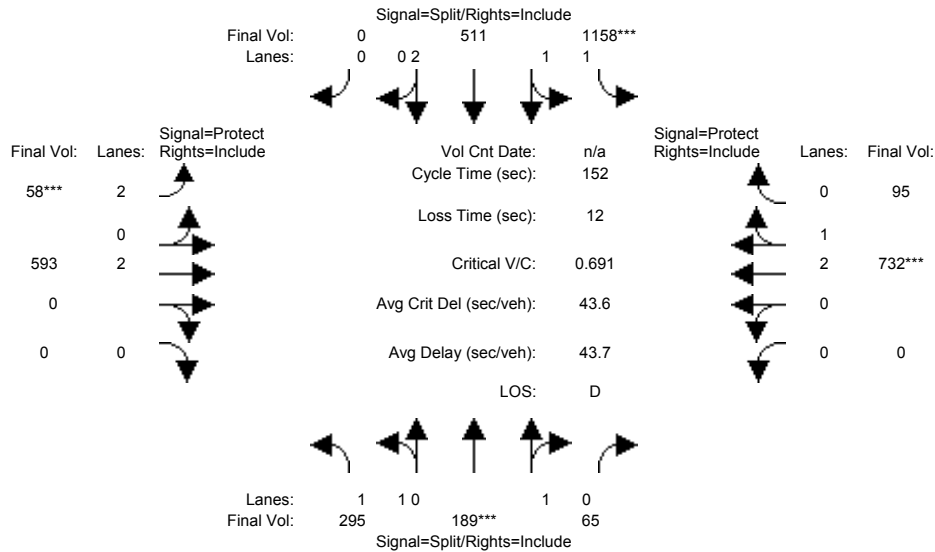 Signal=Split/Rights=Include
Final Vol: 0 511 1158***
Lanes: 0 0 2 1 1
Signal=Protect
Final Vol: Lanes: Rights=Include
Vol Cnt Date: n/a
Signal=Protect
Rights=Include Lanes: Final Vol:
Cycle Time (sec): 152
58*** 2
0 95
Loss Time (sec): 12
0
1
593 2
Critical V/C: 0.691
2 732***
0
Avg Crit Del (sec/veh): 43.6
0
0 0
Avg Delay (sec/veh): 43.7
0 0
LOS: D
Lanes: 1 1 0 1 0
Final Vol: 295 189*** 65
Signal=Split/Rights=Include